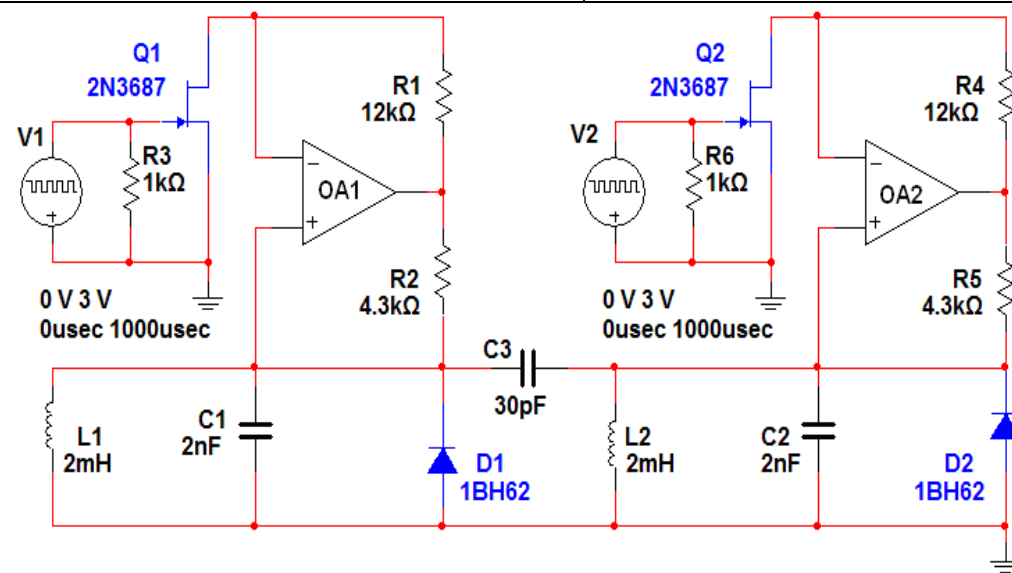 Q1
2N3687
V1
R3
1kΩ
0 V 3 V
0usec 1000usec
−
OA1
+
R1
12kΩ
R2
4.3kΩ
L1
2mH
C1
2nF
D1
1BH62
C3
30pF
Q2
2N3687
V2
R6
1kΩ
0 V 3 V
0usec 1000usec
−
OA2
+
R4
12kΩ
R5
4.3kΩ
L2
2mH
C2
2nF
D2
1BH62